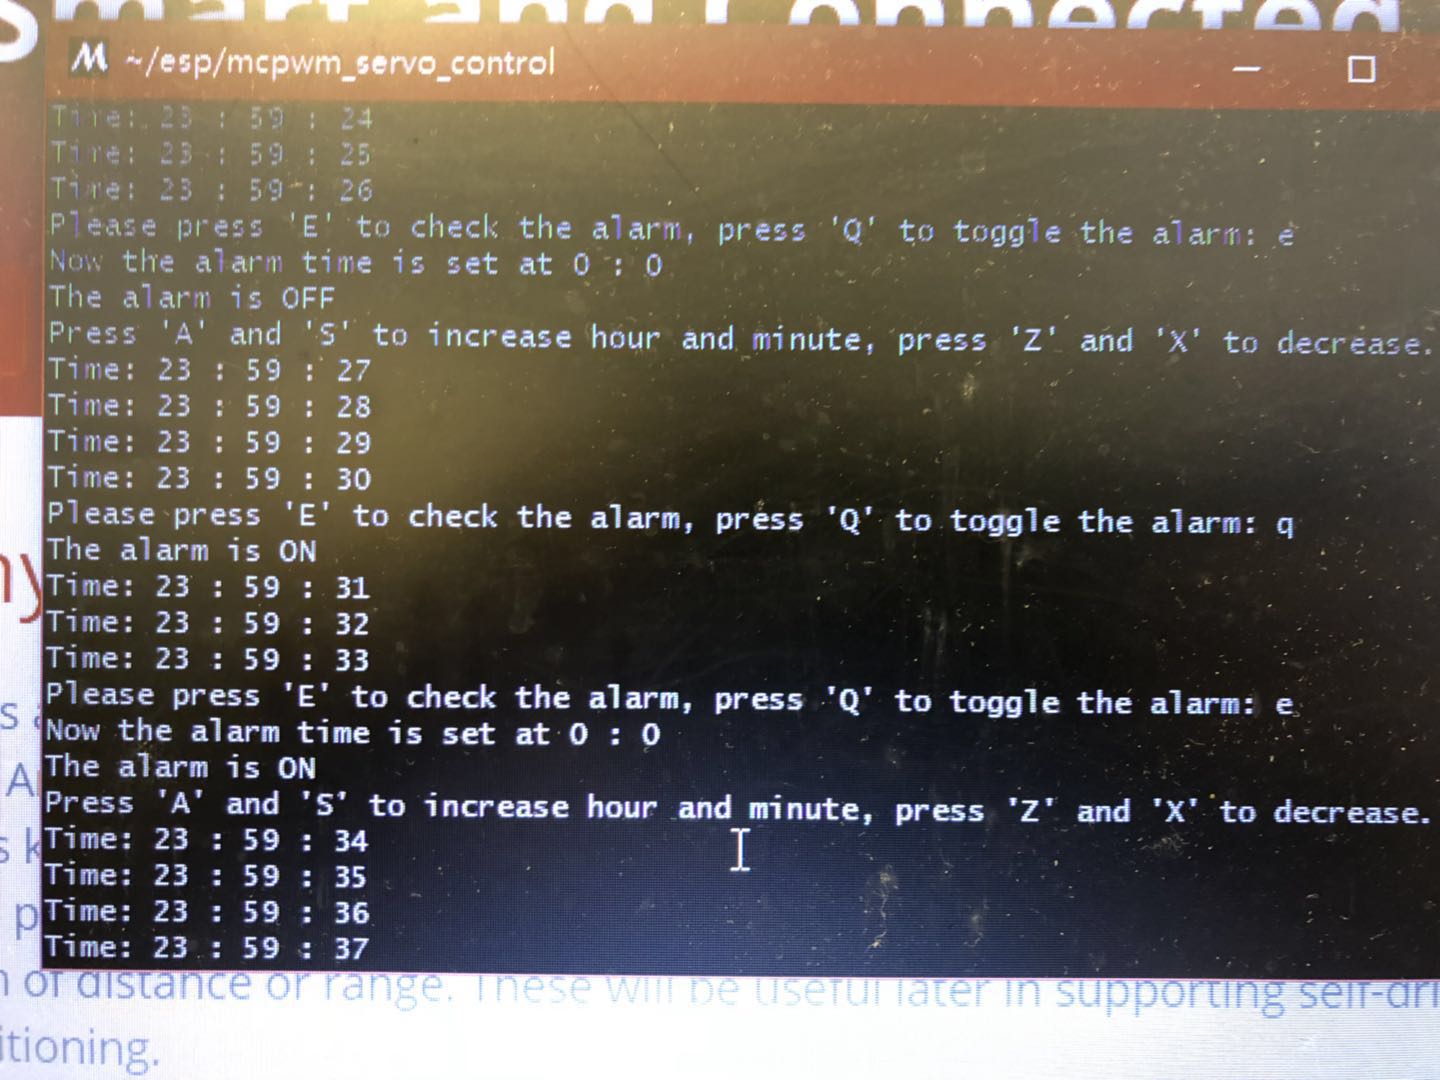 Smart and Connected
~/esp/mcpwm_servo_control
Time: 23 : 59 : 24
Time: 23 : 59 : 25
Time: 23 : 59 : 26
Please press 'E' to check the alarm, press 'Q' to toggle the alarm: e
Now the alarm time is set at 0 : 0
The alarm is OFF
Press 'A' and 'S' to increase hour and minute, press 'Z' and 'X' to decrease.
Time: 23 : 59 : 27
Time: 23 : 59 : 28
Time: 23 : 59 : 29
Time: 23 : 59 : 30
Please press 'E' to check the alarm, press 'Q' to toggle the alarm: q
The alarm is ON
Time: 23 : 59 : 31
Time: 23 : 59 : 32
Time: 23 : 59 : 33
Please press 'E' to check the alarm, press 'Q' to toggle the alarm: e
Now the alarm time is set at 0 : 0
The alarm is ON
Press 'A' and 'S' to increase hour and minute, press 'Z' and 'X' to decrease.
Time: 23 : 59 : 34
Time: 23 : 59 : 35
Time: 23 : 59 : 36
Time: 23 : 59 : 37
of distance or range. These will be useful later in supporting self-dri
itioning.